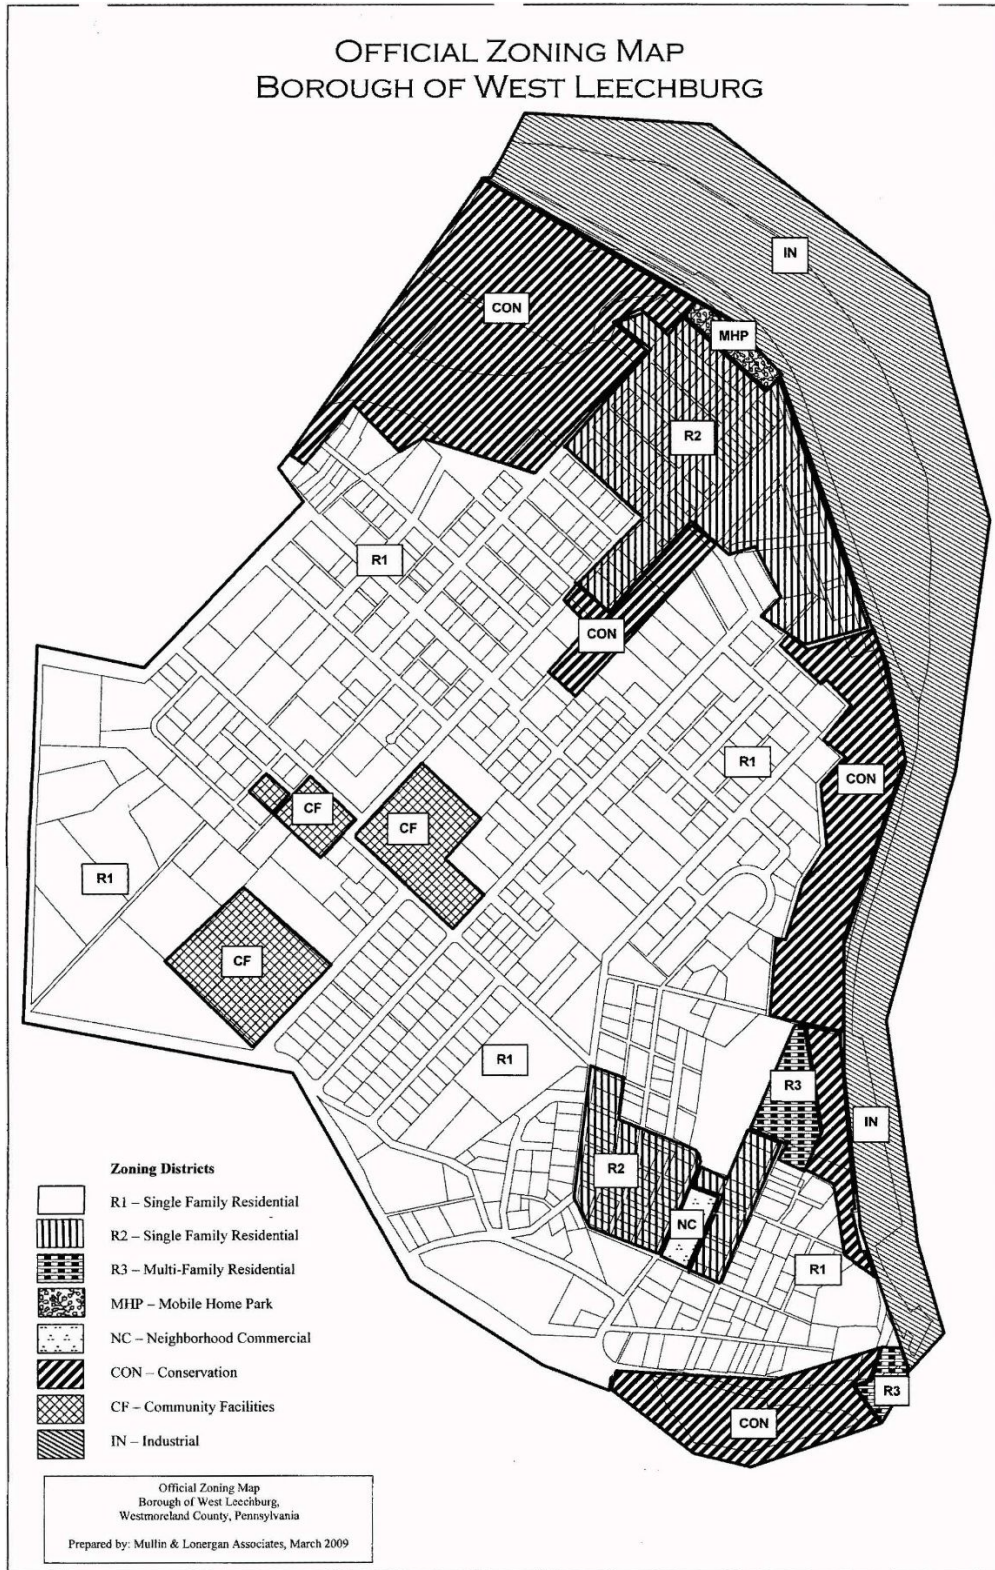 OFFICIAL ZONING MAP
BOROUGH OF WEST LEECHBURG
IN
CON
MHP
R2
R1
CON
R1
CON
CF
CF
R1
CF
R1
R3
IN
R2
NC
R1
R3
CON
Zoning Districts
R1 – Single Family Residential
R2 – Single Family Residential
R3 – Multi-Family Residential
MHP – Mobile Home Park
NC – Neighborhood Commercial
CON – Conservation
CF – Community Facilities
IN – Industrial
Official Zoning Map
Borough of West Leechburg,
Westmoreland County, Pennsylvania
Prepared by: Mullin & Lonergan Associates, March 2009